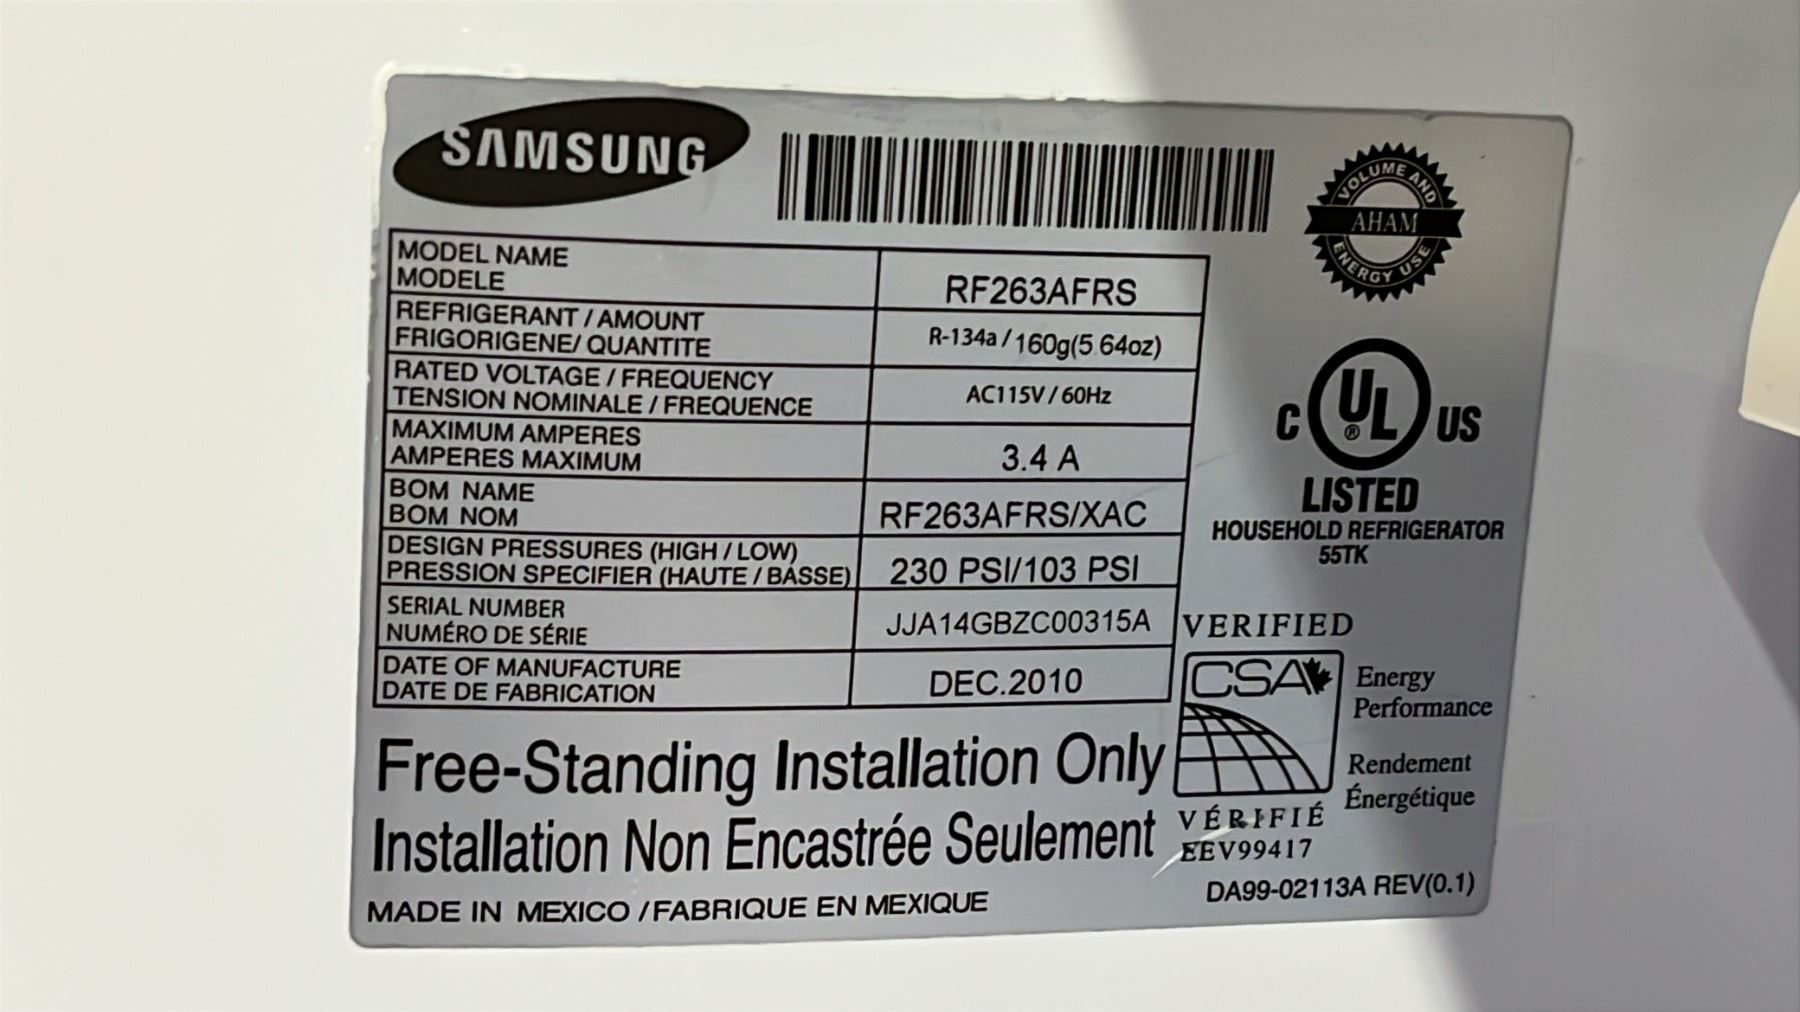 SAMSUNG
VOLUME AND
AHAM
ENERGY USE
MODEL NAME
MODELE
RF263AFRS
REFRIGERANT / AMOUNT
FRIGORIGENE/ QUANTITE
R-134a / 160g(5.64oz)
RATED VOLTAGE / FREQUENCY
TENSION NOMINALE / FREQUENCE
AC115V / 60Hz
MAXIMUM AMPERES
AMPERES MAXIMUM
3.4 A
BOM NAME
BOM NOM
RF263AFRS/XAC
DESIGN PRESSURES (HIGH / LOW)
PRESSION SPECIFIER (HAUTE / BASSE)
230 PSI/103 PSI
SERIAL NUMBER
NUMÉRO DE SÉRIE
JJA14GBZC00315A
DATE OF MANUFACTURE
DATE DE FABRICATION
DEC.2010
C UL ® US
LISTED
HOUSEHOLD REFRIGERATOR
55TK
VERIFIED
CSA
Energy
Performance
Rendement
Énergétique
VÉRIFIÉ
EEV99417
Free-Standing Installation Only
Installation Non Encastrée Seulement
MADE IN MEXICO / FABRIQUE EN MEXIQUE
DA99-02113A REV(0.1)